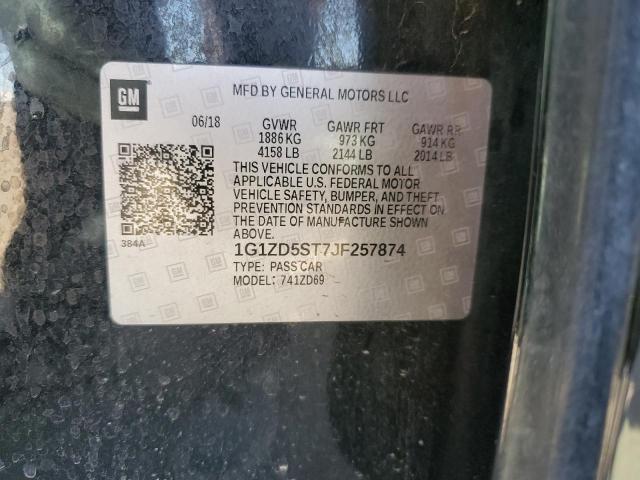 GM
MFD BY GENERAL MOTORS LLC
06/18 GVWR GAWR FRT GAWR RR
1886 KG 973 KG 914 KG
4158 LB 2144 LB 2014 LB
THIS VEHICLE CONFORMS TO ALL
APPLICABLE U.S. FEDERAL MOTOR
VEHICLE SAFETY, BUMPER, AND THEFT
PREVENTION STANDARDS IN EFFECT ON
THE DATE OF MANUFACTURE SHOWN
ABOVE.
384A
1G1ZD5ST7JF257874
TYPE: PASS CAR
MODEL: 741ZD69